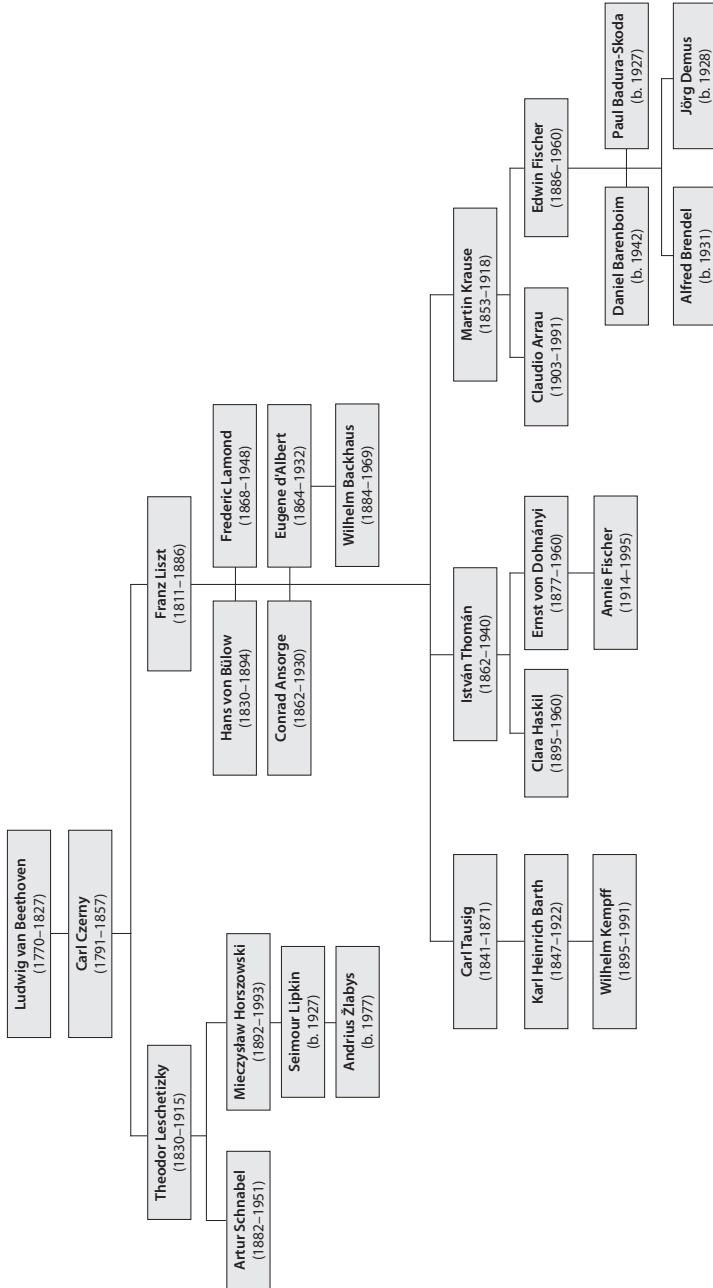 Ludwig van Beethoven
(1770–1827)
Carl Czerny
(1791–1857)
Theodor Leschetizky
(1830–1915)
Franz Liszt
(1811–1886)
Artur Schnabel
(1882–1951)
Mieczysław Horszowski
(1892–1993)
Seimour Lipkin
(b. 1927)
Andrius Žlabys
(b. 1977)
Hans von Bülow
(1830–1894)
Frederic Lamond
(1868–1948)
Conrad Ansorge
(1862–1930)
Eugene d'Albert
(1864–1932)
Wilhelm Backhaus
(1884–1969)
Carl Tausig
(1841–1871)
Karl Heinrich Barth
(1847–1922)
Wilhelm Kempff
(1895–1991)
István Thomán
(1862–1940)
Clara Haskil
(1895–1960)
Ernst von Dohnányi
(1877–1960)
Annie Fischer
(1914–1995)
Martin Krause
(1853–1918)
Claudio Arrau
(1903–1991)
Edwin Fischer
(1886–1960)
Daniel Barenboim
(b. 1942)
Paul Badura-Skoda
(b. 1927)
Alfred Brendel
(b. 1931)
Jörg Demus
(b. 1928)